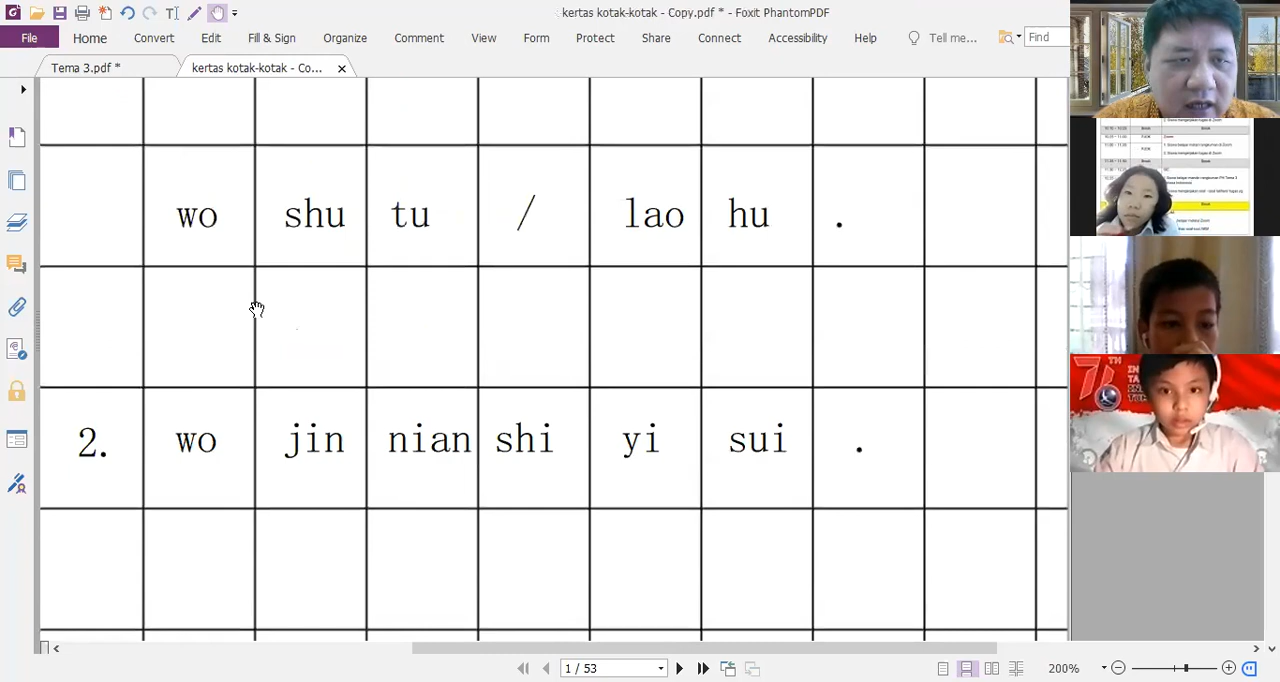 kertas kotak-kotak - Copy.pdf * - Foxit PhantomPDF
File Home Convert Edit Fill & Sign Organize Comment View Form Protect Share Connect Accessibility Help Tell me... Find
Tema 3.pdf * kertas kotak-kotak - Co...
wo shu tu / lao hu .
2. wo jin nian shi yi sui .
1 / 53 200%